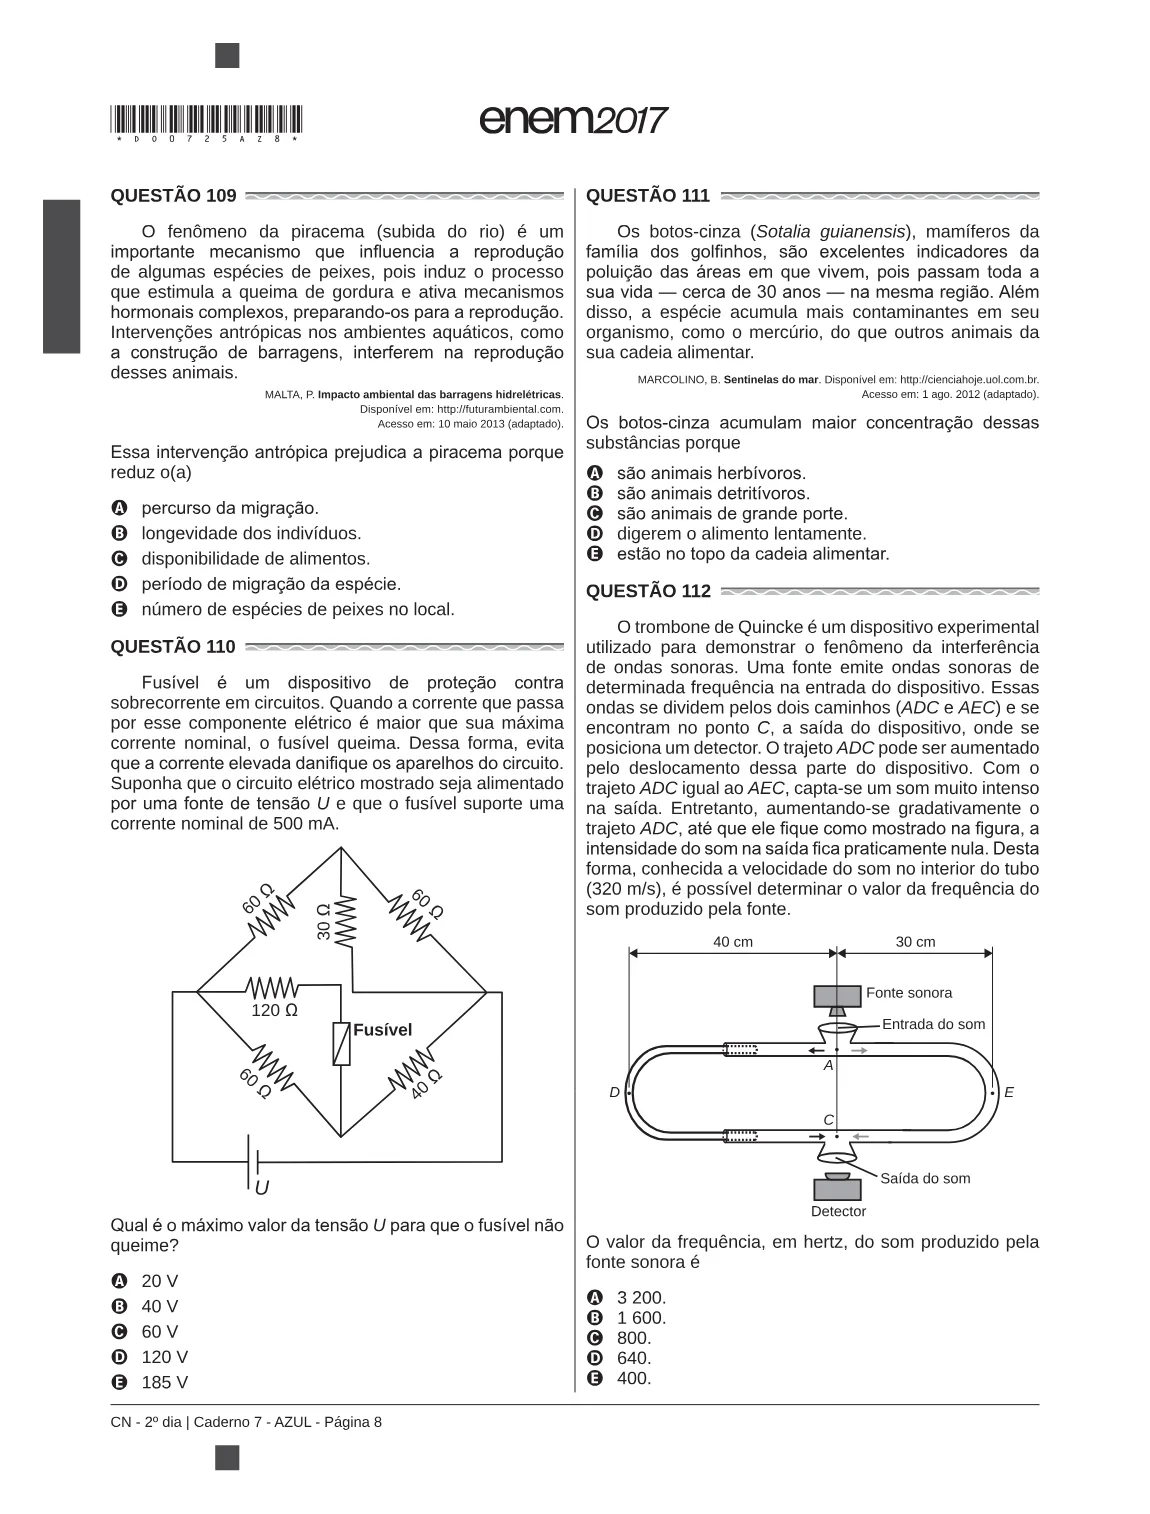 * D 0 0 7 2 5 A Z 8 *
enem2017
QUESTÃO 109
O fenômeno da piracema (subida do rio) é um
importante mecanismo que influencia a reprodução
de algumas espécies de peixes, pois induz o processo
que estimula a queima de gordura e ativa mecanismos
hormonais complexos, preparando-os para a reprodução.
Intervenções antrópicas nos ambientes aquáticos, como
a construção de barragens, interferem na reprodução
desses animais.
MALTA, P. Impacto ambiental das barragens hidrelétricas.
Disponível em: http://futurambiental.com.
Acesso em: 10 maio 2013 (adaptado).
Essa intervenção antrópica prejudica a piracema porque
reduz o(a)
A percurso da migração.
B longevidade dos indivíduos.
C disponibilidade de alimentos.
D período de migração da espécie.
E número de espécies de peixes no local.
QUESTÃO 110
Fusível é um dispositivo de proteção contra
sobrecorrente em circuitos. Quando a corrente que passa
por esse componente elétrico é maior que sua máxima
corrente nominal, o fusível queima. Dessa forma, evita
que a corrente elevada danifique os aparelhos do circuito.
Suponha que o circuito elétrico mostrado seja alimentado
por uma fonte de tensão U e que o fusível suporte uma
corrente nominal de 500 mA.
60 Ω
30 Ω
60 Ω
120 Ω
Fusível
60 Ω
40 Ω
U
Qual é o máximo valor da tensão U para que o fusível não
queime?
A 20 V
B 40 V
C 60 V
D 120 V
E 185 V
QUESTÃO 111
Os botos-cinza (Sotalia guianensis), mamíferos da
família dos golfinhos, são excelentes indicadores da
poluição das áreas em que vivem, pois passam toda a
sua vida — cerca de 30 anos — na mesma região. Além
disso, a espécie acumula mais contaminantes em seu
organismo, como o mercúrio, do que outros animais da
sua cadeia alimentar.
MARCOLINO, B. Sentinelas do mar. Disponível em: http://cienciahoje.uol.com.br.
Acesso em: 1 ago. 2012 (adaptado).
Os botos-cinza acumulam maior concentração dessas
substâncias porque
A são animais herbívoros.
B são animais detritívoros.
C são animais de grande porte.
D digerem o alimento lentamente.
E estão no topo da cadeia alimentar.
QUESTÃO 112
O trombone de Quincke é um dispositivo experimental
utilizado para demonstrar o fenômeno da interferência
de ondas sonoras. Uma fonte emite ondas sonoras de
determinada frequência na entrada do dispositivo. Essas
ondas se dividem pelos dois caminhos (ADC e AEC) e se
encontram no ponto C, a saída do dispositivo, onde se
posiciona um detector. O trajeto ADC pode ser aumentado
pelo deslocamento dessa parte do dispositivo. Com o
trajeto ADC igual ao AEC, capta-se um som muito intenso
na saída. Entretanto, aumentando-se gradativamente o
trajeto ADC, até que ele fique como mostrado na figura, a
intensidade do som na saída fica praticamente nula. Desta
forma, conhecida a velocidade do som no interior do tubo
(320 m/s), é possível determinar o valor da frequência do
som produzido pela fonte.
40 cm
30 cm
Fonte sonora
Entrada do som
A
D
E
C
Saída do som
Detector
O valor da frequência, em hertz, do som produzido pela
fonte sonora é
A 3 200.
B 1 600.
C 800.
D 640.
E 400.
CN - 2º dia | Caderno 7 - AZUL - Página 8